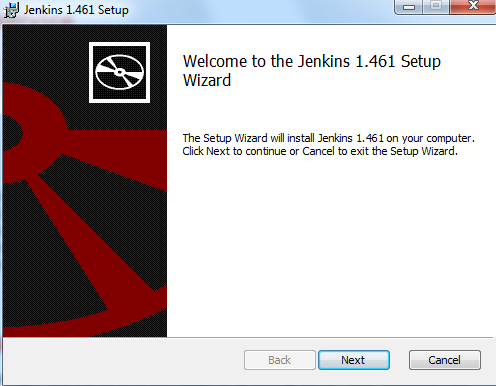 Jenkins 1.461 Setup
Welcome to the Jenkins 1.461 Setup
Wizard
The Setup Wizard will install Jenkins 1.461 on your computer.
Click Next to continue or Cancel to exit the Setup Wizard.
Back
Next
Cancel